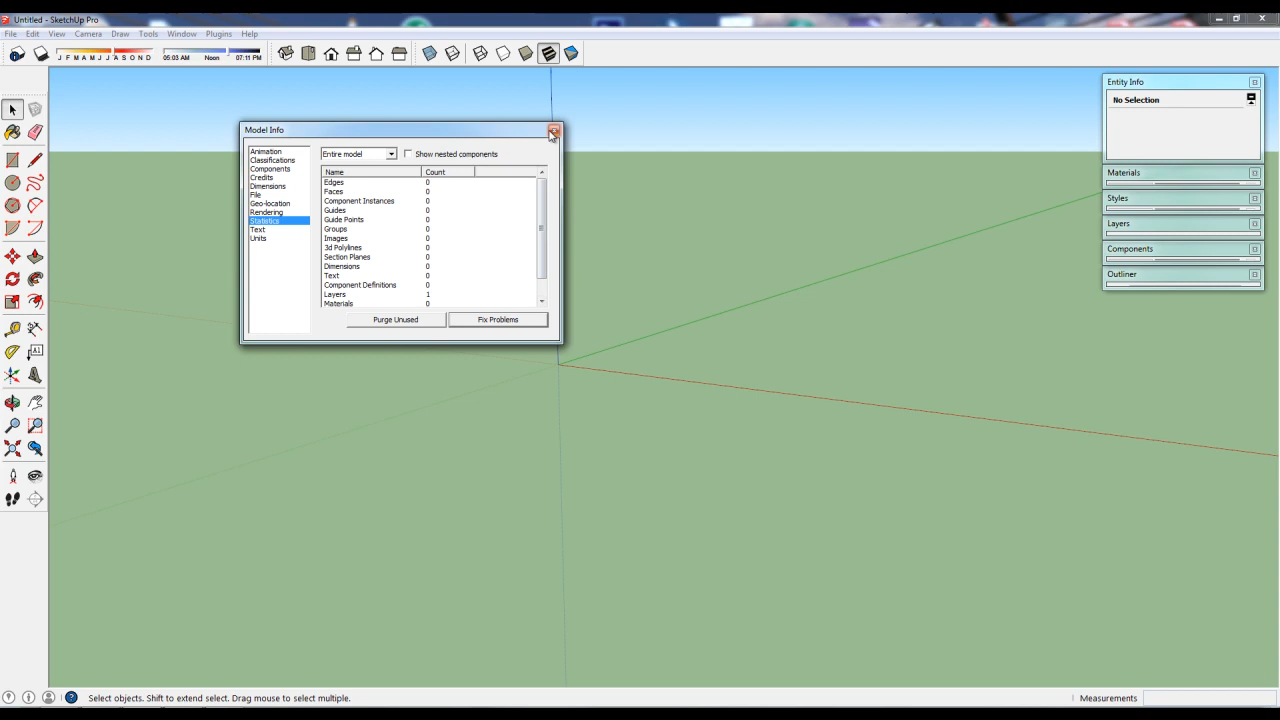 Untitled - SketchUp Pro
File Edit View Camera Draw Tools Window Plugins Help
J F M A M J J A S O N D 05:03 AM Noon 07:11 PM
Model Info
Animation
Classifications
Components
Credits
Dimensions
File
Geo-location
Rendering
Statistics
Text
Units
Entire model Show nested components
Name Count
Edges 0
Faces 0
Component Instances 0
Guides 0
Guide Points 0
Groups 0
Images 0
3d Polylines 0
Section Planes 0
Dimensions 0
Text 0
Component Definitions 0
Layers 1
Materials 0
Purge Unused Fix Problems
Entity Info
No Selection
Materials
Styles
Layers
Components
Outliner
A1
Select objects. Shift to extend select. Drag mouse to select multiple.
Measurements